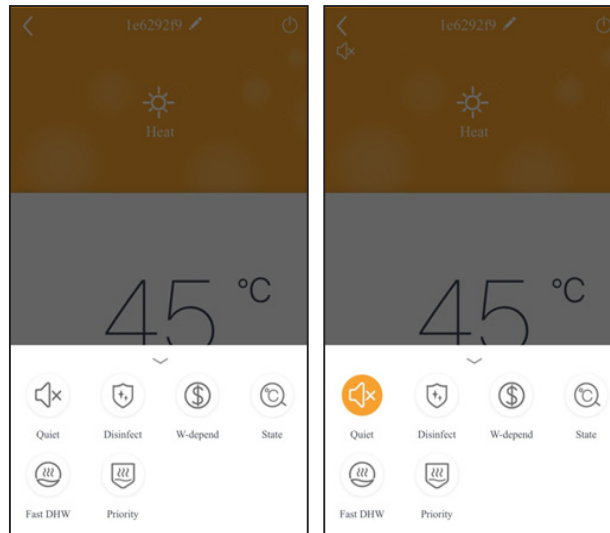 1e6292f9
Heat
45 °C
Quiet
Disinfect
W-depend
State
Fast DHW
Priority
1e6292f9
Heat
45 °C
Quiet
Disinfect
W-depend
State
Fast DHW
Priority